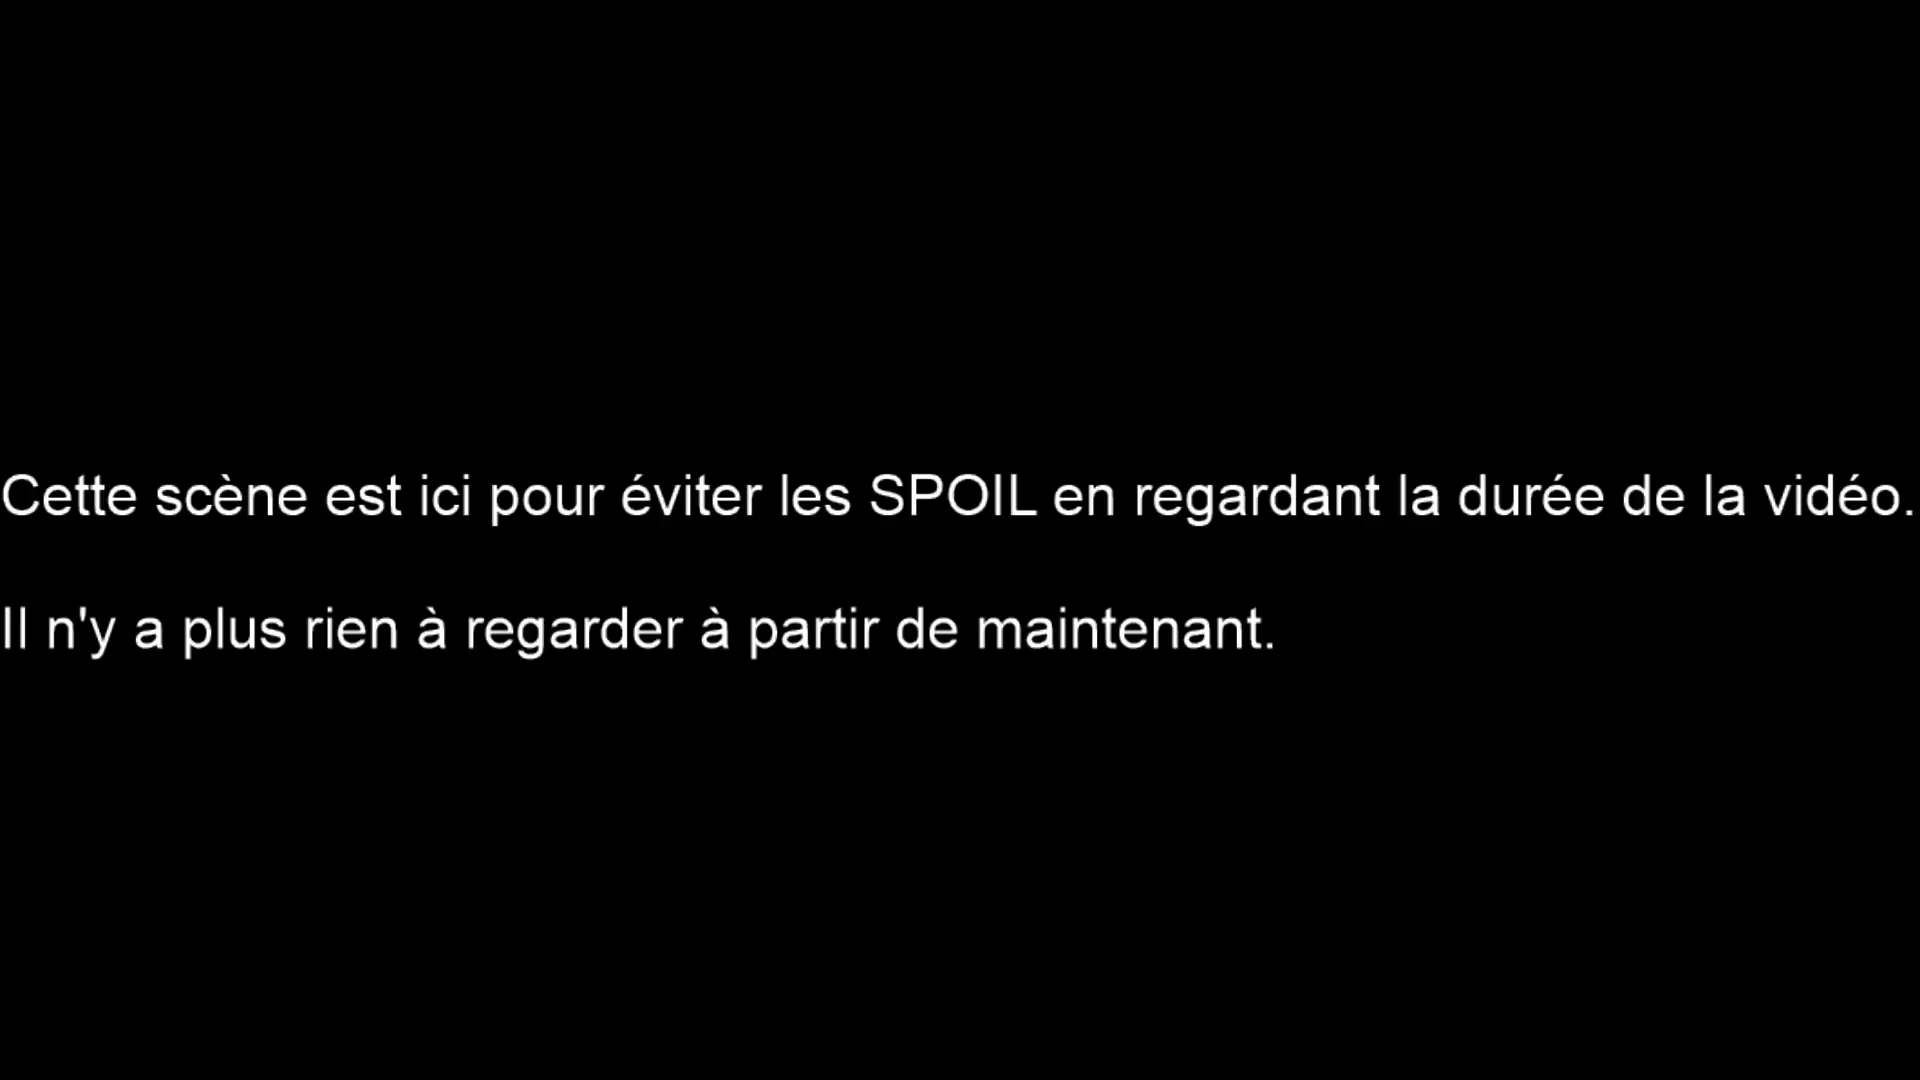 Cette scène est ici pour éviter les SPOIL en regardant la durée de la vidéo.
Il n'y a plus rien à regarder à partir de maintenant.